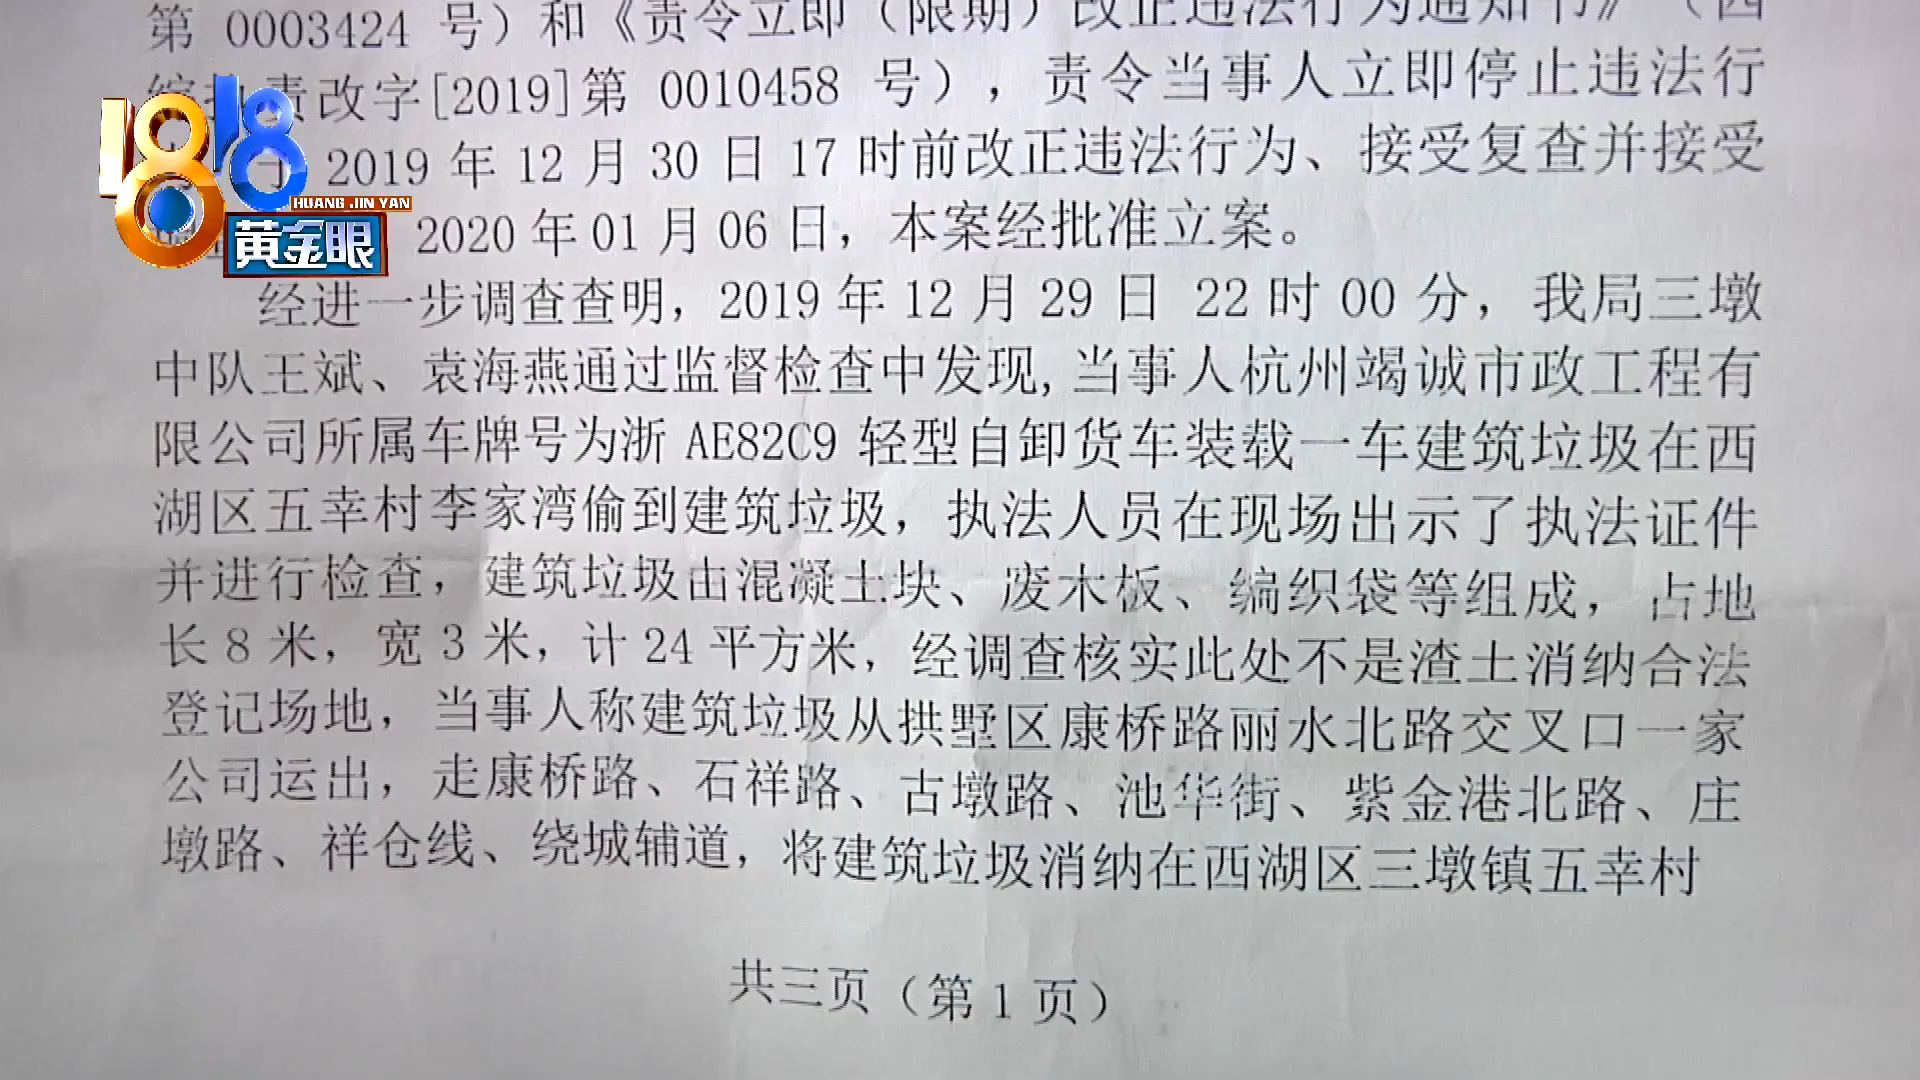 第 0003424 号）和《责令立即（限期）改正违法行为通知书》（西
责改字[2019]第 0010458 号），责令当事人立即停止违法行
于 2019 年 12 月 30 日 17 时前改正违法行为、接受复查并接受
2020 年 01 月 06 日，本案经批准立案。
1818
HUANG JIN YAN
黄金眼
经进一步调查查明，2019 年 12 月 29 日 22 时 00 分，我局三墩
中队王斌、袁海燕通过监督检查中发现,当事人杭州竭诚市政工程有
限公司所属车牌号为浙 AE82C9 轻型自卸货车装载一车建筑垃圾在西
湖区五幸村李家湾偷到建筑垃圾，执法人员在现场出示了执法证件
并进行检查，建筑垃圾由混凝土块、废木板、编织袋等组成，占地
长 8 米，宽 3 米，计 24 平方米，经调查核实此处不是渣土消纳合法
登记场地，当事人称建筑垃圾从拱墅区康桥路丽水北路交叉口一家
公司运出，走康桥路、石祥路、古墩路、池华街、紫金港北路、庄
墩路、祥仓线、绕城辅道，将建筑垃圾消纳在西湖区三墩镇五幸村
共三页（第 1 页）